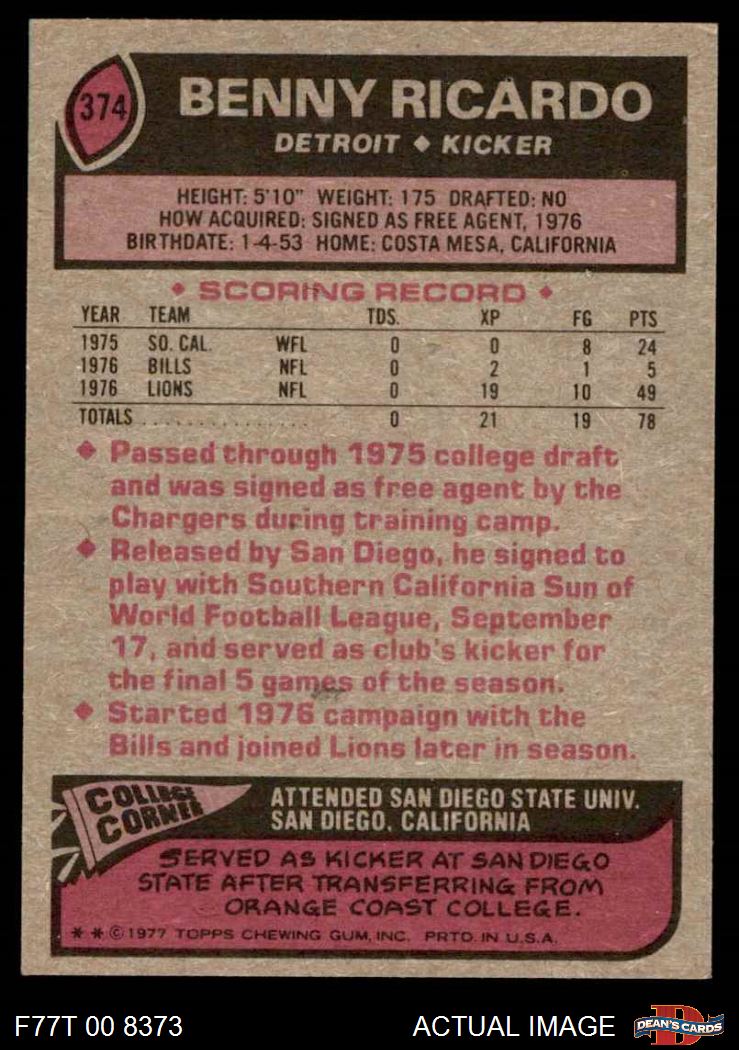 374
BENNY RICARDO
DETROIT ◆ KICKER
HEIGHT: 5'10" WEIGHT: 175 DRAFTED: NO
HOW ACQUIRED: SIGNED AS FREE AGENT, 1976
BIRTHDATE: 1-4-53 HOME: COSTA MESA, CALIFORNIA
◆ SCORING RECORD ◆
YEAR TEAM TDS. XP FG PTS
1975 SO. CAL. WFL 0 0 8 24
1976 BILLS NFL 0 2 1 5
1976 LIONS NFL 0 19 10 49
TOTALS . . . . . . . . . . . . . . . . 0 21 19 78
◆ Passed through 1975 college draft
and was signed as free agent by the
Chargers during training camp.
◆ Released by San Diego, he signed to
play with Southern California Sun of
World Football League, September
17, and served as club's kicker for
the final 5 games of the season.
◆ Started 1976 campaign with the
Bills and joined Lions later in season.
COLLEGE
CORNER
ATTENDED SAN DIEGO STATE UNIV.
SAN DIEGO, CALIFORNIA
SERVED AS KICKER AT SAN DIEGO
STATE AFTER TRANSFERRING FROM
ORANGE COAST COLLEGE.
* * © 1977 TOPPS CHEWING GUM, INC. PRTD. IN U.S.A.
F77T 00 8373 ACTUAL IMAGE
D
DEAN'S CARDS